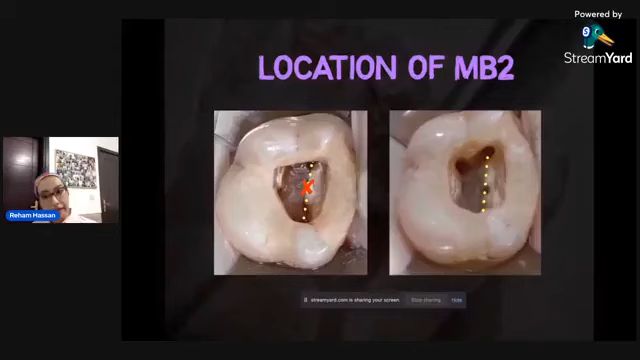 Powered by
StreamYard
LOCATION OF MB2
X
Reham Hassan
streamyard.com is sharing your screen.
Stop sharing
Hide